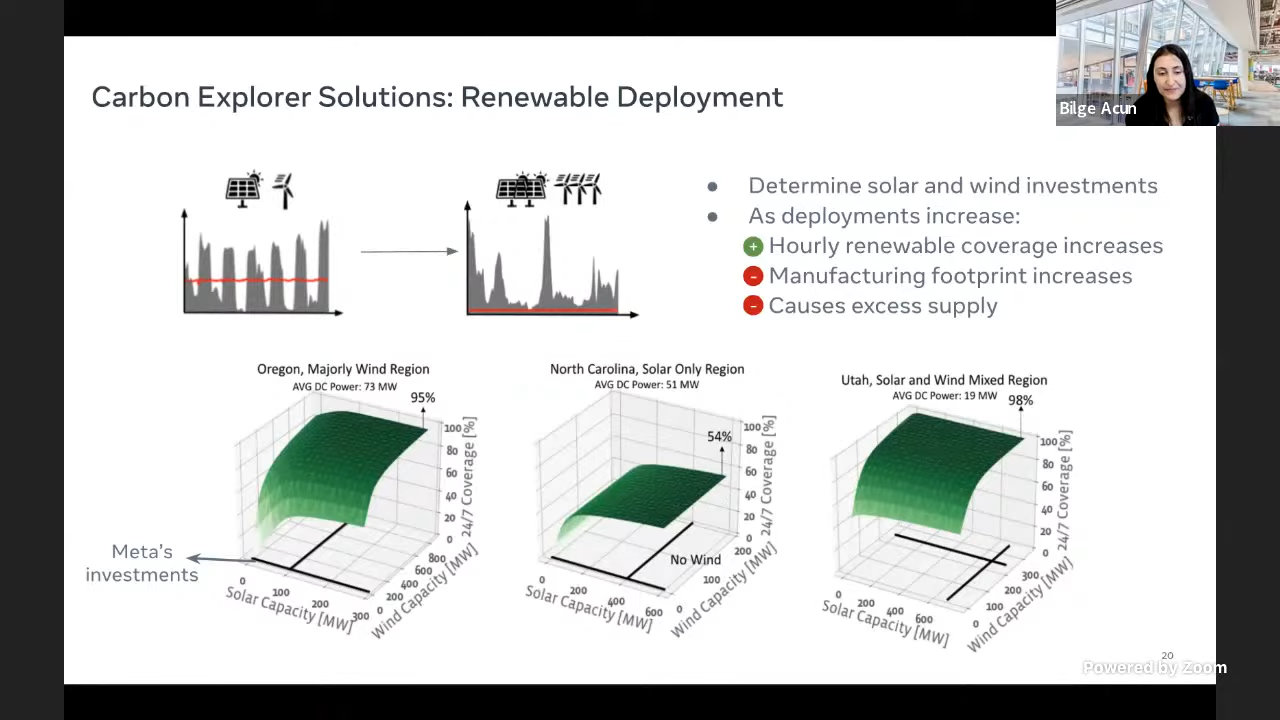 Carbon Explorer Solutions: Renewable Deployment
Bilge Acun
● Determine solar and wind investments
● As deployments increase:
+ Hourly renewable coverage increases
- Manufacturing footprint increases
- Causes excess supply
Oregon, Majorly Wind Region
AVG DC Power: 73 MW
95%
100
80
60
40
20
0
24/7 Coverage [%]
0
100
200
300
Solar Capacity [MW]
0
200
400
600
800
Wind Capacity [MW]
Meta's
investments
North Carolina, Solar Only Region
AVG DC Power: 51 MW
54%
100
80
60
40
20
0
24/7 Coverage [%]
No Wind
0
200
400
600
Solar Capacity [MW]
0
100
200
Wind Capacity [MW]
Utah, Solar and Wind Mixed Region
AVG DC Power: 19 MW
98%
100
80
60
40
20
0
24/7 Coverage [%]
0
200
400
600
Solar Capacity [MW]
0
100
200
300
Wind Capacity [MW]
20
Powered by Zoom